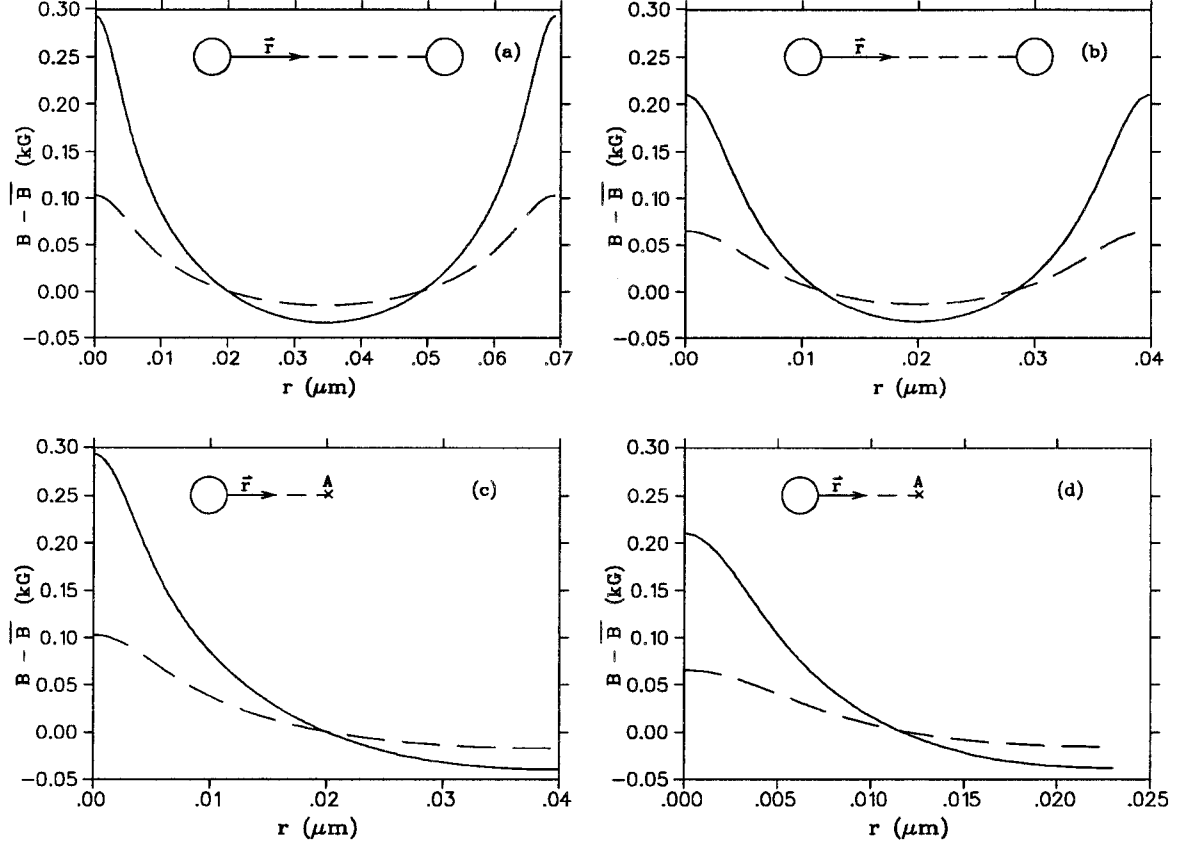 0.30
0.25
0.20
0.15
0.10
0.05
0.00
−0.05
B − B̅ (kG)
r⃗
(a)
.00 .01 .02 .03 .04 .05 .06 .07
r (μm)
0.30
0.25
0.20
0.15
0.10
0.05
0.00
−0.05
B − B̅ (kG)
r⃗
(b)
.00 .01 .02 .03 .04
r (μm)
0.30
0.25
0.20
0.15
0.10
0.05
0.00
−0.05
B − B̅ (kG)
r⃗
A
×
(c)
.00 .01 .02 .03 .04
r (μm)
0.30
0.25
0.20
0.15
0.10
0.05
0.00
−0.05
B − B̅ (kG)
r⃗
A
×
(d)
.000 .005 .010 .015 .020 .025
r (μm)